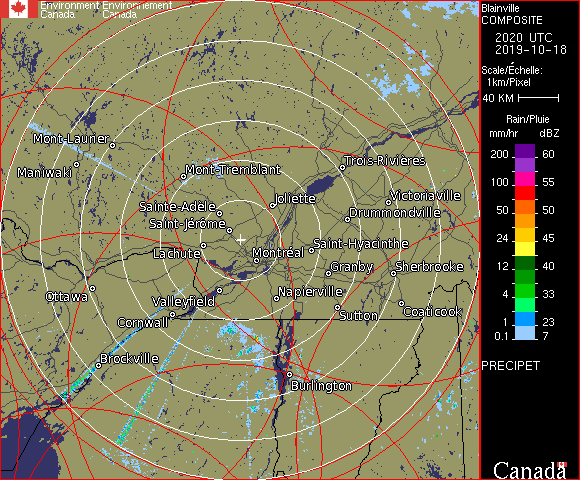 Environment Environnement
Canada Canada
Blainville
COMPOSITE
2020 UTC
2019-10-18
Scale/Échelle:
1km/Pixel
40 KM
Rain/Pluie
mm/hr dBZ
200 60
100 55
50 50
24 45
12 40
4 33
1 23
0.1 7
PRECIPET
Canada
Mont-Laurier
Maniwaki
Mont-Tremblant
Trois-Rivières
Joliette
Victoriaville
Sainte-Adèle
Drummondville
Saint-Jérôme
Lachute
Montréal
Saint-Hyacinthe
Granby
Sherbrooke
Ottawa
Valleyfield
Napierville
Cornwall
Sutton
Coaticook
Brockville
Burlington